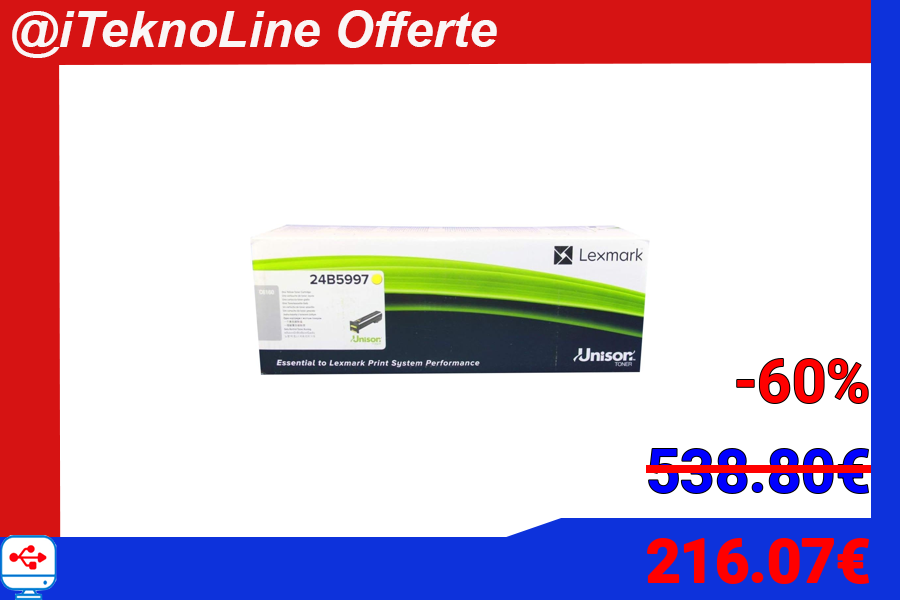 @iTeknoLine Offerte
Lexmark
24B5997
Unison
Unison
TONER
Essential to Lexmark Print System Performance
-60%
538.80€
216.07€